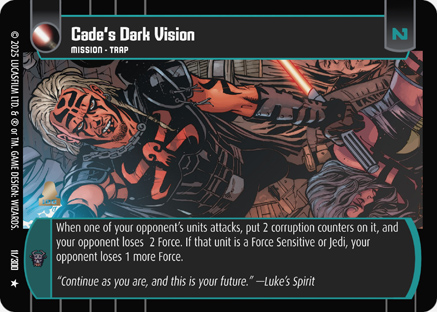 Cade's Dark Vision
MISSION • TRAP
N
When one of your opponent's units attacks, put 2 corruption counters on it, and
your opponent loses 2 Force. If that unit is a Force Sensitive or Jedi, your
opponent loses 1 more Force.
"Continue as you are, and this is your future." —Luke's Spirit
© 2025 LUCASFILM LTD. & ® OR TM. GAME DESIGN: WIZARDS.
11/300
★